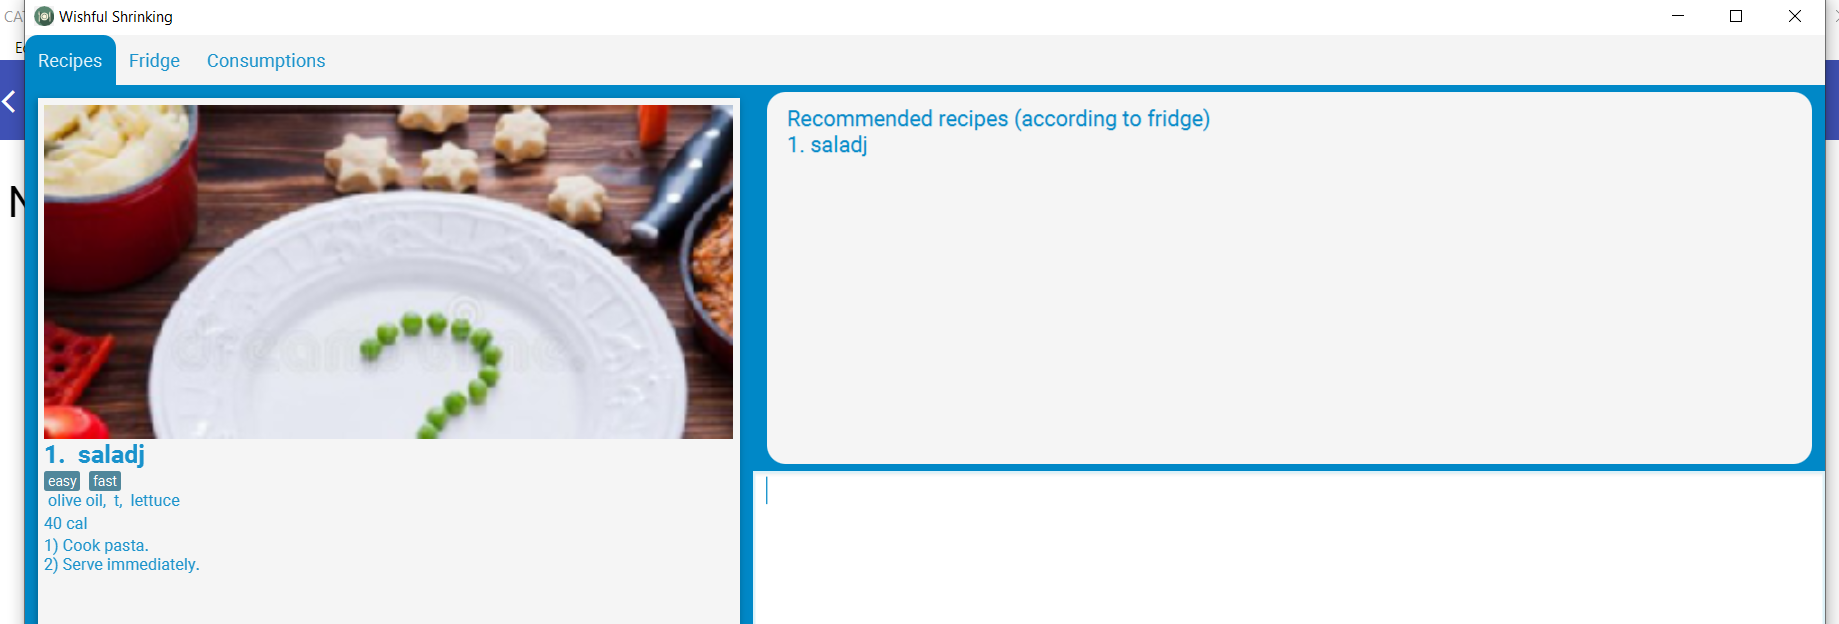 CA
Wishful Shrinking
Recipes
Fridge
Consumptions
Recommended recipes (according to fridge)
1. saladj
1. saladj
easy fast
olive oil, t, lettuce
40 cal
1) Cook pasta.
2) Serve immediately.